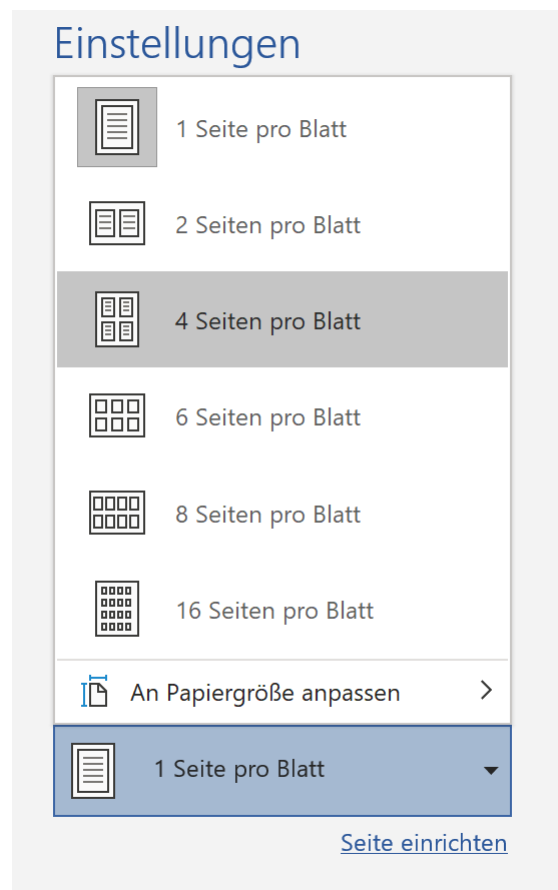 Einstellungen
1 Seite pro Blatt
2 Seiten pro Blatt
4 Seiten pro Blatt
6 Seiten pro Blatt
8 Seiten pro Blatt
16 Seiten pro Blatt
An Papiergröße anpassen
1 Seite pro Blatt
Seite einrichten